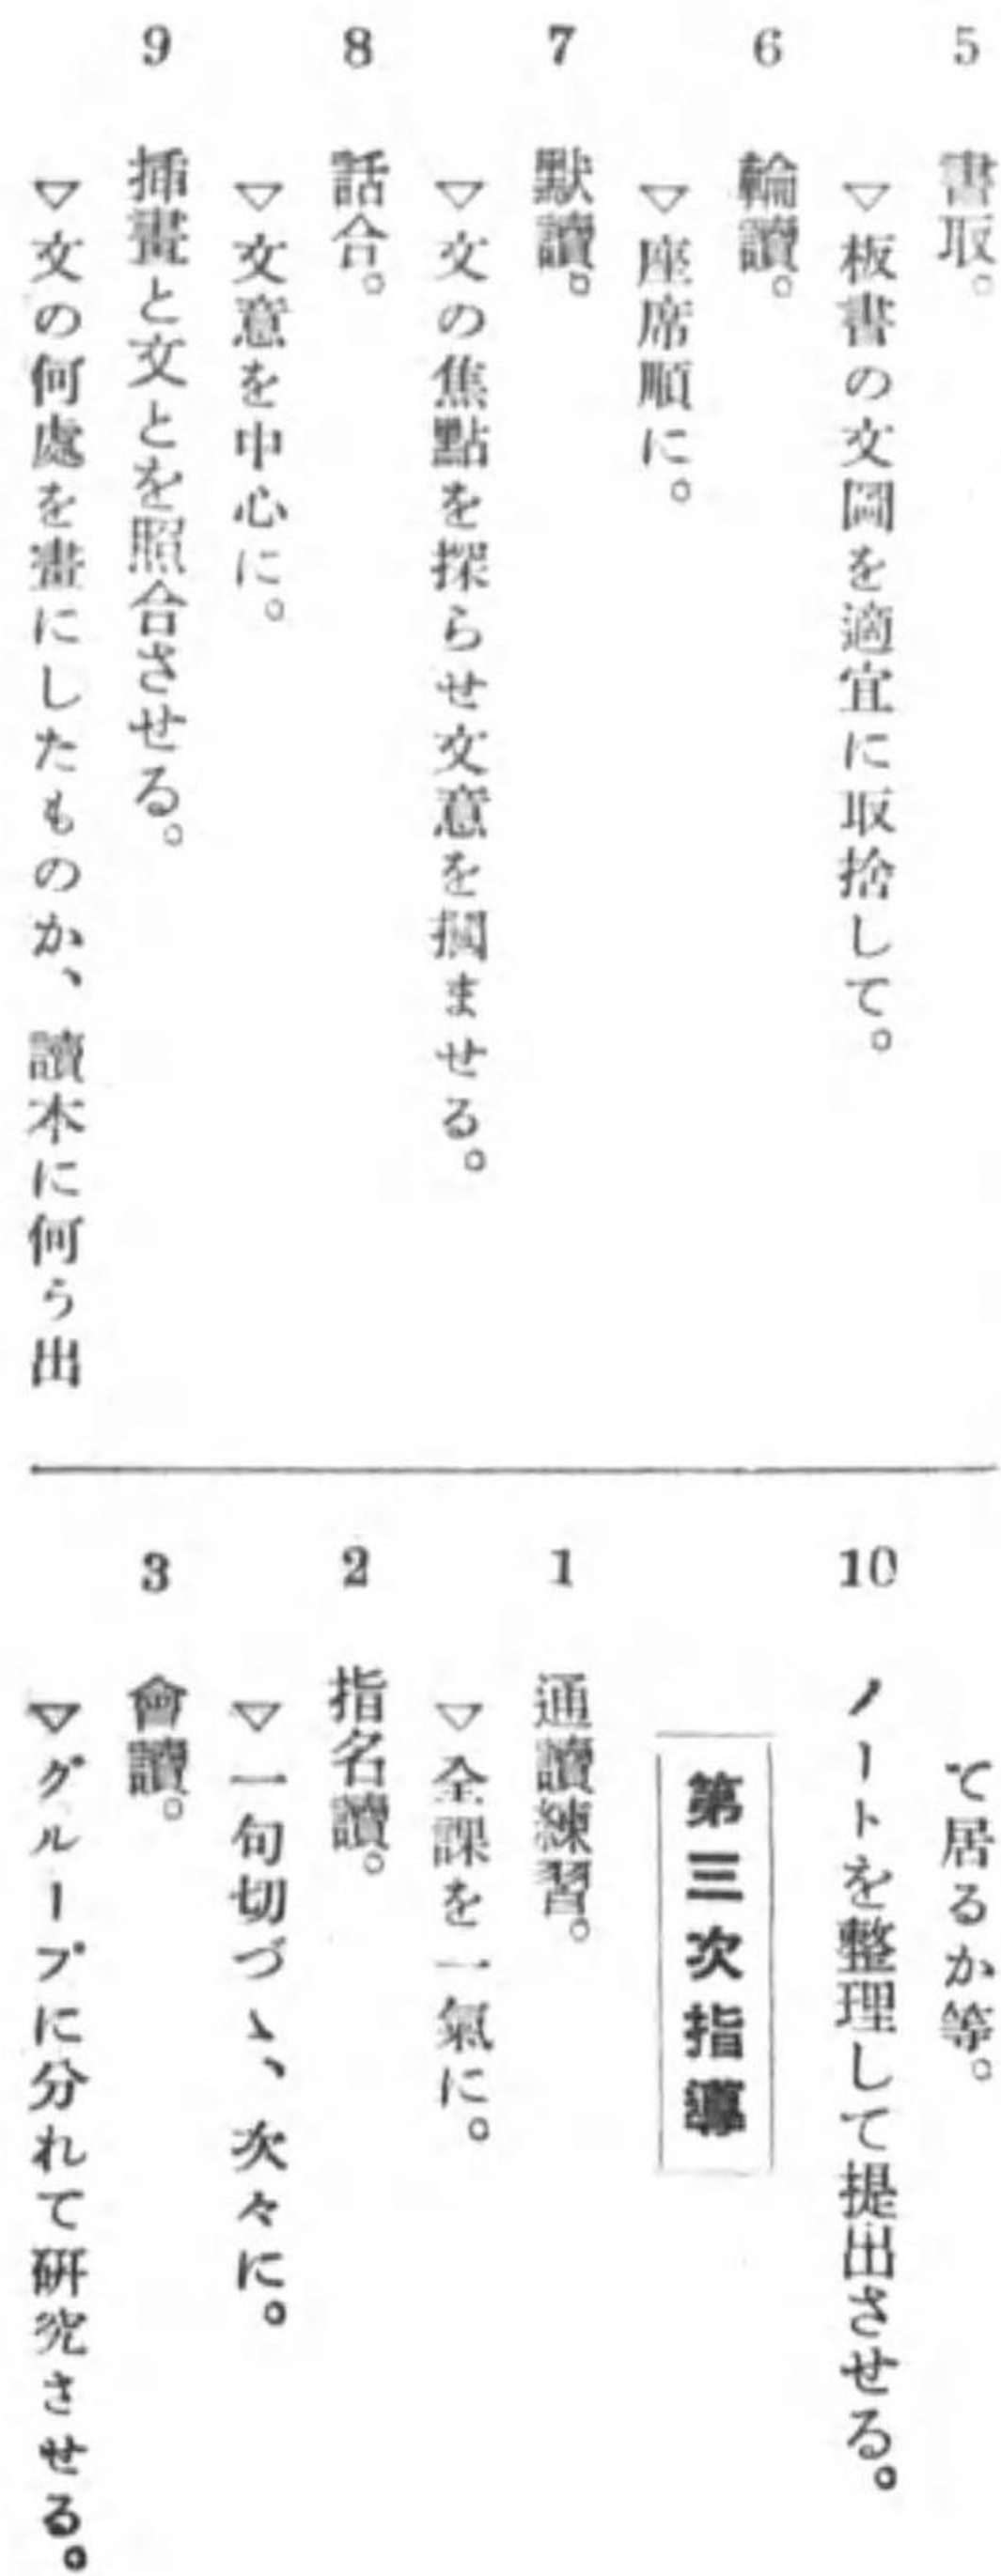 5 書取。
▽板書の文圖を適宜に取捨して。
6 輪讀。
▽座席順に。
7 默讀。
▽文の焦點を探らせ文意を摑ませる。
8 話合。
▽文意を中心に。
9 挿畫と文とを照合させる。
▽文の何處を畫にしたものか、讀本に何う出
て居るか等。
10 ノートを整理して提出させる。
第三次指導
1 通讀練習。
▽全課を一氣に。
2 指名讀。
▽一句切づゝ、次々に。
3 會讀。
▽グループに分れて硏究させる。